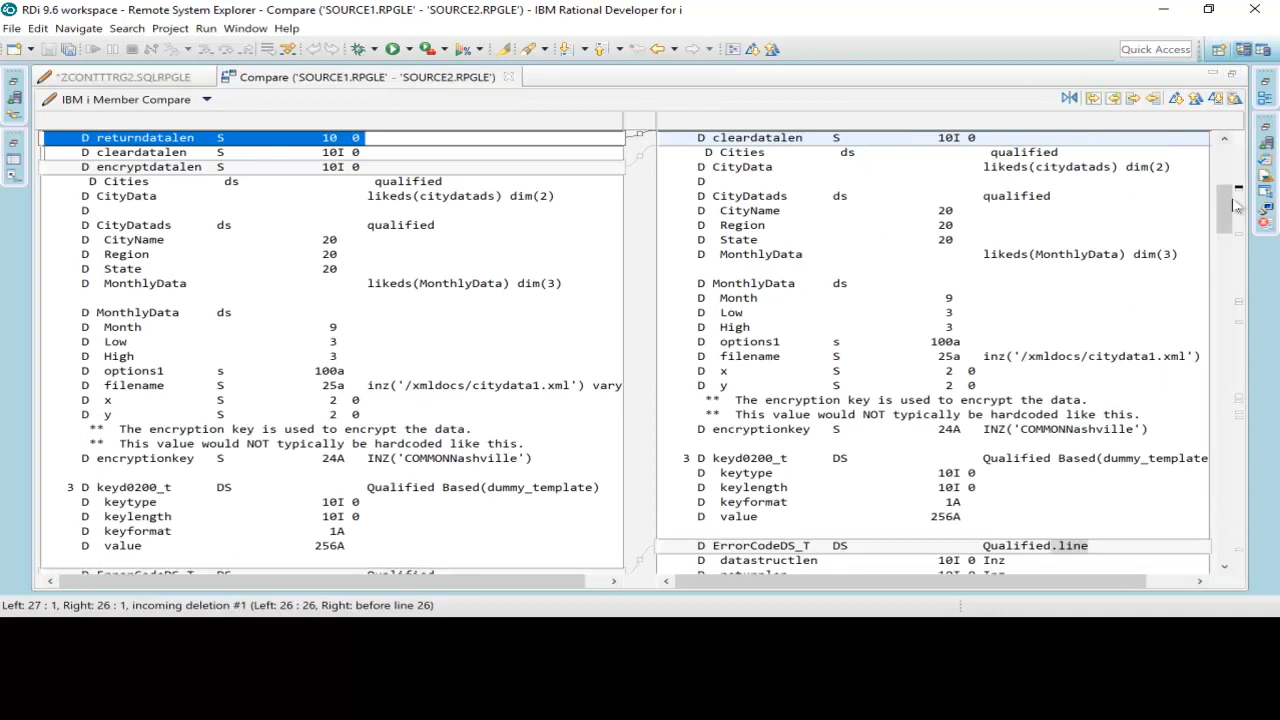 RDi 9.6 workspace - Remote System Explorer - Compare ('SOURCE1.RPGLE' - 'SOURCE2.RPGLE') - IBM Rational Developer for i
File Edit Navigate Search Project Run Window Help
Quick Access
*ZCONTTTRG2.SQLRPGLE
Compare ('SOURCE1.RPGLE' - 'SOURCE2.RPGLE')
IBM i Member Compare
D returndatalen S 10 0
D cleardatalen S 10I 0
D encryptdatalen S 10I 0
D Cities ds qualified
D CityData likeds(citydatads) dim(2)
D
D CityDatads ds qualified
D CityName 20
D Region 20
D State 20
D MonthlyData likeds(MonthlyData) dim(3)
D MonthlyData ds
D Month 9
D Low 3
D High 3
D options1 s 100a
D filename S 25a inz('/xmldocs/citydata1.xml') vary
D x S 2 0
D y S 2 0
** The encryption key is used to encrypt the data.
** This value would NOT typically be hardcoded like this.
D encryptionkey S 24A INZ('COMMONNashville')
3 D keyd0200_t DS Qualified Based(dummy_template)
D keytype 10I 0
D keylength 10I 0
D keyformat 1A
D value 256A
D ErrorCodeDS_T DS Qualified
D cleardatalen S 10I 0
D Cities ds qualified
D CityData likeds(citydatads) dim(2)
D
D CityDatads ds qualified
D CityName 20
D Region 20
D State 20
D MonthlyData likeds(MonthlyData) dim(3)
D MonthlyData ds
D Month 9
D Low 3
D High 3
D options1 s 100a
D filename S 25a inz('/xmldocs/citydata1.xml')
D x S 2 0
D y S 2 0
** The encryption key is used to encrypt the data.
** This value would NOT typically be hardcoded like this.
D encryptionkey S 24A INZ('COMMONNashville')
3 D keyd0200_t DS Qualified Based(dummy_template
D keytype 10I 0
D keylength 10I 0
D keyformat 1A
D value 256A
D ErrorCodeDS_T DS Qualified.line
D datastructlen 10I 0 Inz
Left: 27 : 1, Right: 26 : 1, incoming deletion #1 (Left: 26 : 26, Right: before line 26)